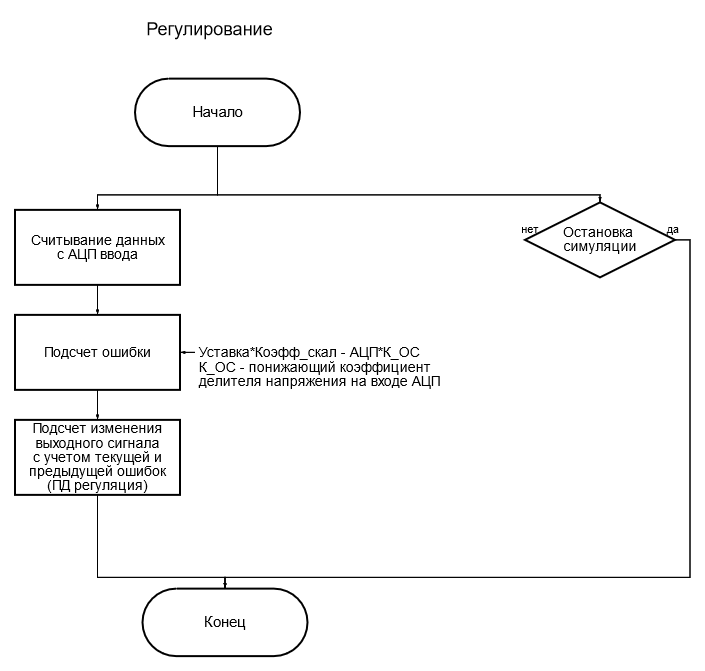 Регулирование
Начало
Считывание данных
с АЦП ввода
нет
Остановка
симуляции
да
Подсчет ошибки
Уставка*Коэфф_скал - АЦП*К_ОС
К_ОС - понижающий коэффициент
делителя напряжения на входе АЦП
Подсчет изменения
выходного сигнала
с учетом текущей и
предыдущей ошибок
(ПД регуляция)
Конец